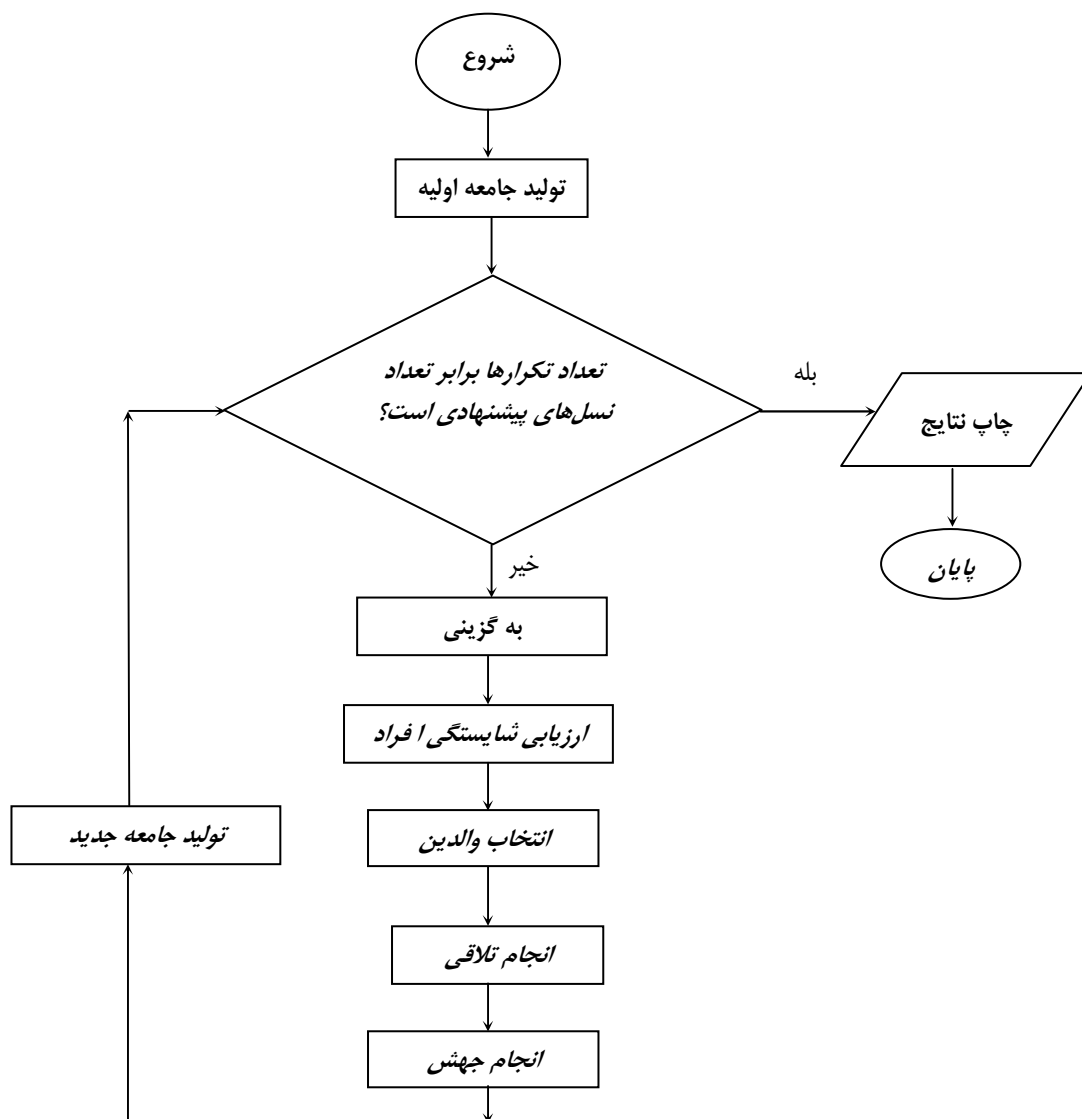 شروع
تولید جامعه اولیه
تعداد تکرارها برابر تعداد
نسل‌های پیشنهادی است؟
بله
چاپ نتایج
پایان
خیر
به گزینی
ارزیابی شایستگی ا فراد
انتخاب والدین
تولید جامعه جدید
انجام تلاقی
انجام جهش